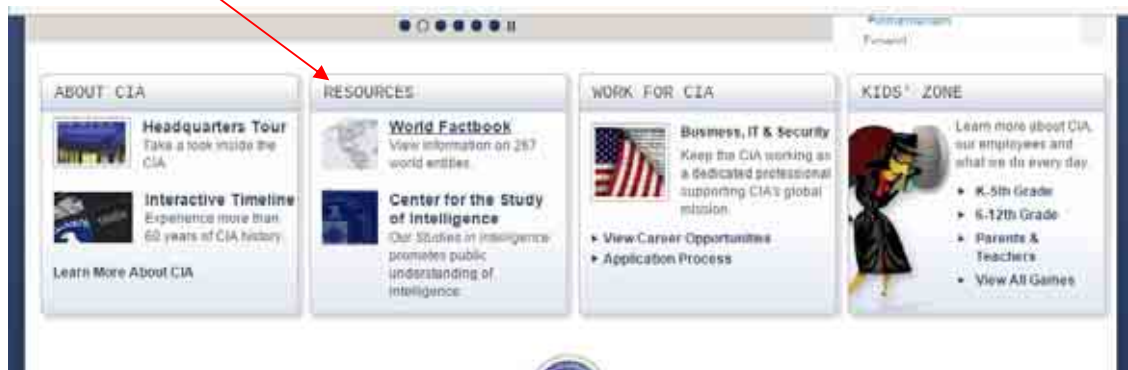 ABOUT CIA
Headquarters Tour
Take a look inside the
CIA.
Interactive Timeline
Experience more than
60 years of CIA history.
Learn More About CIA
RESOURCES
World Factbook
View information on 267
world entities.
Center for the Study
of Intelligence
Our Studies in Intelligence
promotes public
understanding of
intelligence.
WORK FOR CIA
Business, IT & Security
Keep the CIA working as
a dedicated professional
supporting CIA's global
mission.
View Career Opportunities
Application Process
KIDS' ZONE
Learn more about CIA,
our employees and
what we do every day.
K-5th Grade
6-12th Grade
Parents &
Teachers
View All Games